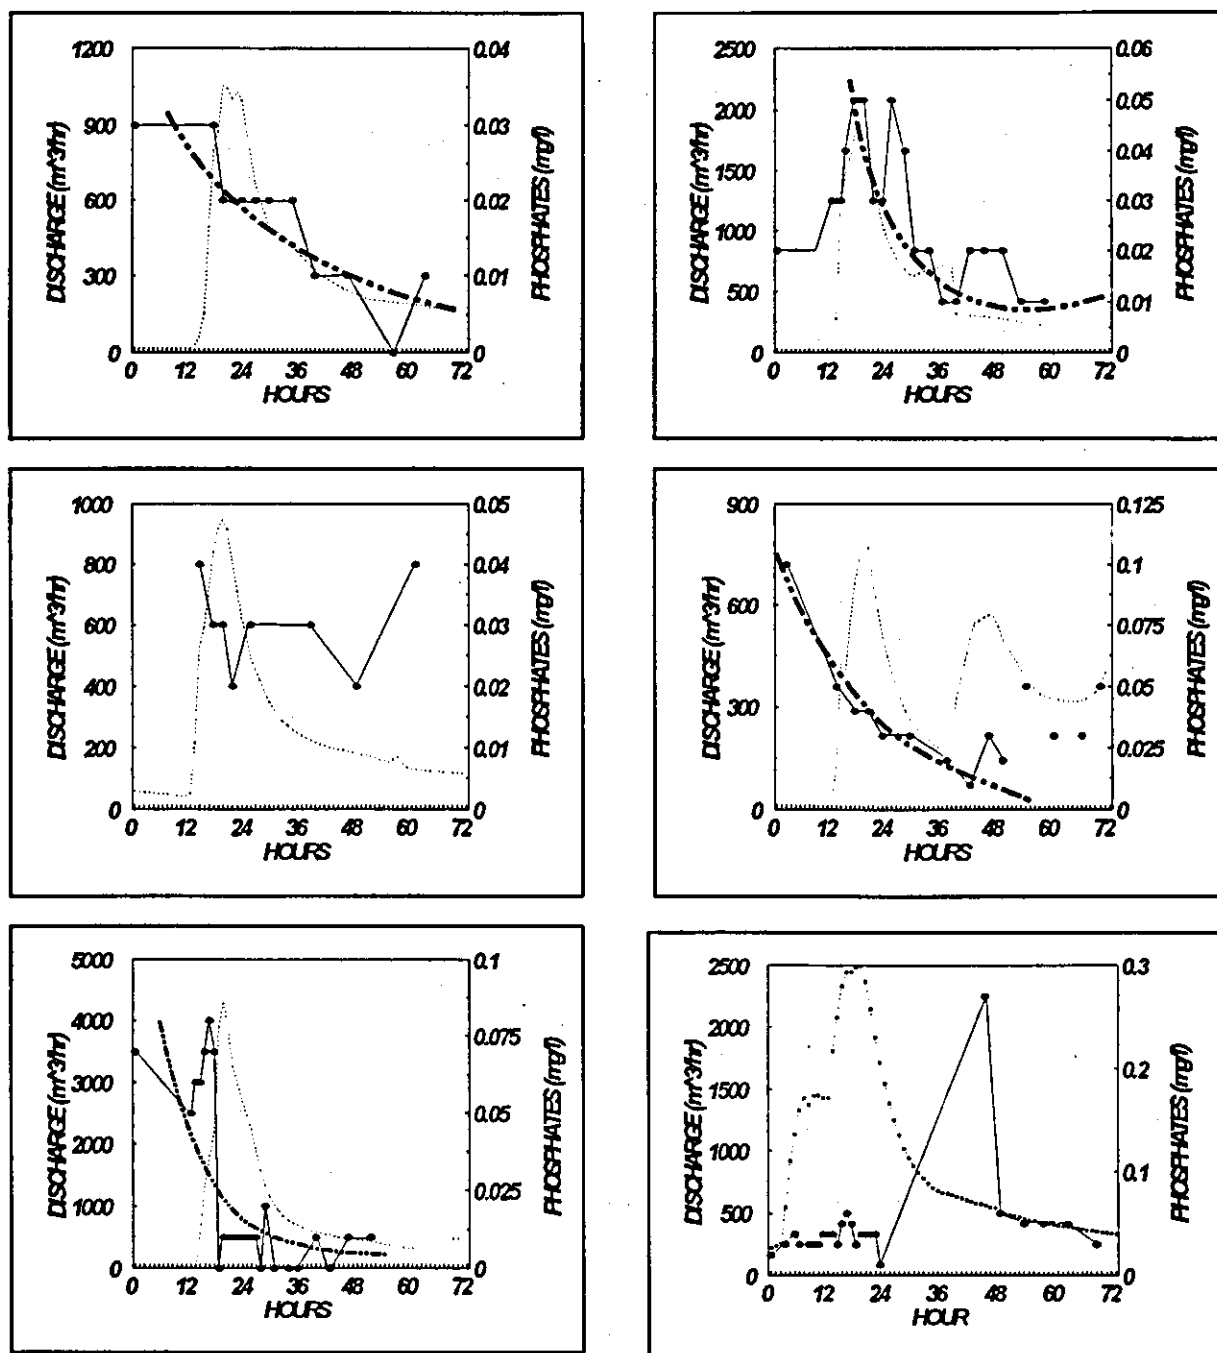 1200
900
600
300
0
0.04
0.03
0.02
0.01
0
0 12 24 36 48 60 72
HOURS
DISCHARGE (m^3/hr)
PHOSPHATES (mg/l)
2500
2000
1500
1000
500
0
0.06
0.05
0.04
0.03
0.02
0.01
0
0 12 24 36 48 60 72
HOURS
DISCHARGE (m^3/hr)
PHOSPHATES (mg/l)
1000
800
600
400
200
0
0.05
0.04
0.03
0.02
0.01
0
0 12 24 36 48 60 72
HOURS
DISCHARGE (m^3/hr)
PHOSPHATES (mg/l)
900
600
300
0
0.125
0.1
0.075
0.05
0.025
0
0 12 24 36 48 60 72
HOURS
DISCHARGE (m^3/hr)
PHOSPHATES (mg/l)
5000
4000
3000
2000
1000
0
0.1
0.075
0.05
0.025
0
0 12 24 36 48 60 72
HOURS
DISCHARGE (m^3/hr)
PHOSPHATES (mg/l)
2500
2000
1500
1000
500
0
0.3
0.2
0.1
0
0 12 24 36 48 60 72
HOUR
DISCHARGE (m^3/hr)
PHOSPHATES (mg/l)